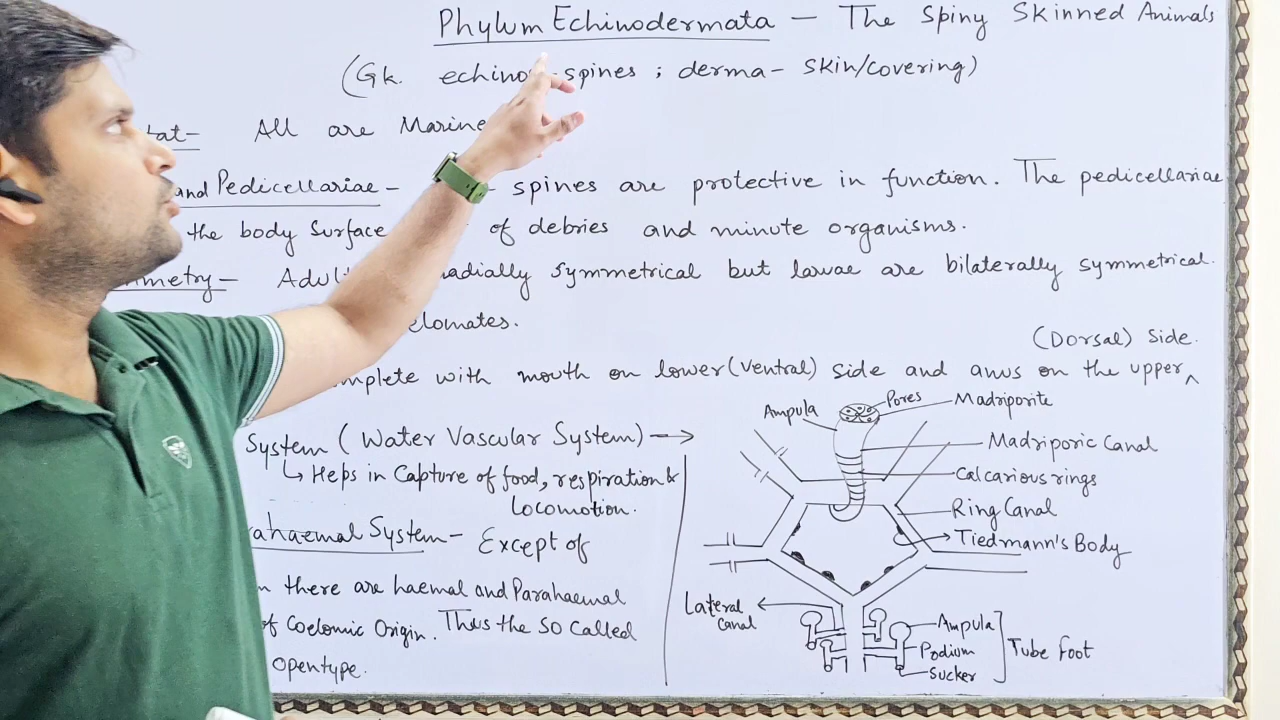 Phylum Echinodermata - The Spiny Skinned Animals
(Gk. echino - spines ; derma - skin/covering)
All are Marine
and Pedicellariae - spines are protective in function. The pedicellariae
the body surface of debries and minute organisms.
radially symmetrical but larvae are bilaterally symmetrical.
(Dorsal) Side.
with mouth on lower (ventral) side and anus on the upper ^
System ( Water Vascular System) →
↳ Heps in Capture of food, respiration &
Locomotion.
System - Except of
there are haemal and Parahaemal
of Coelomic Origin. Thus the so called
opentype.
Ampula
Pores
Madriporite
Madriporic Canal
Calcarious rings
Ring Canal
Tiedmann's Body
Lateral
canal
Ampula
Podium
Sucker
Tube foot